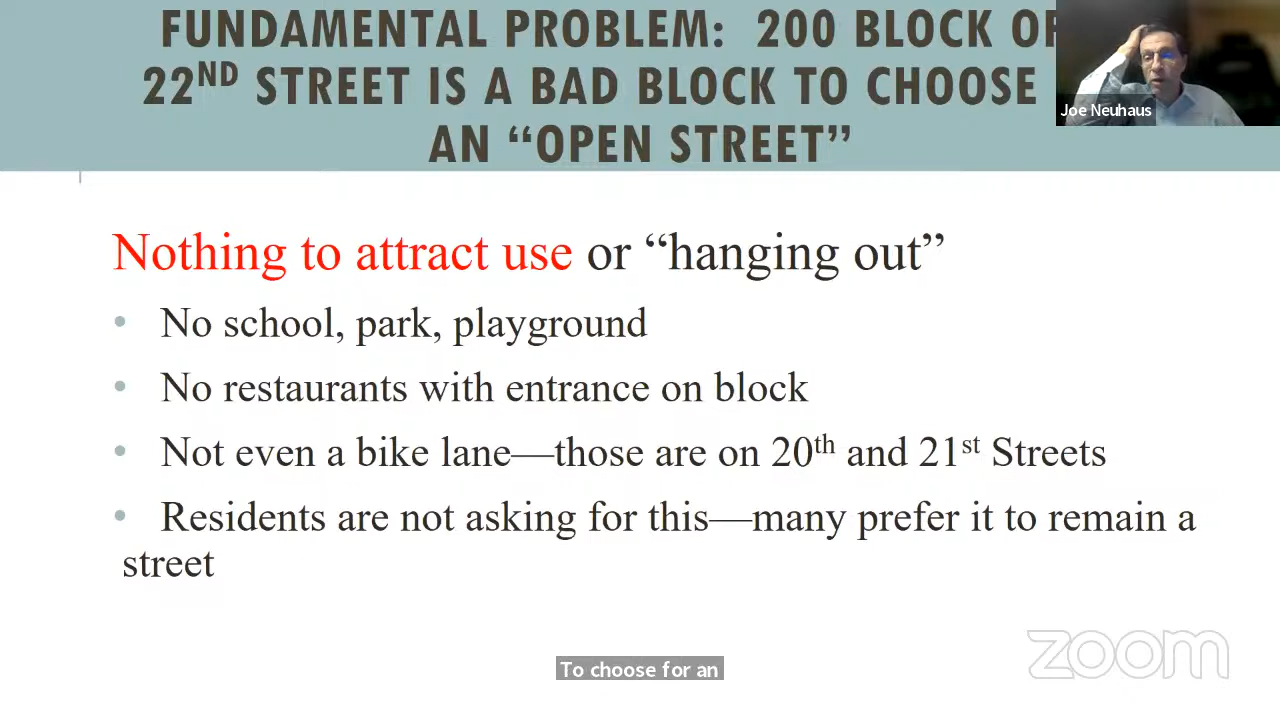 FUNDAMENTAL PROBLEM: 200 BLOCK OF
22ND STREET IS A BAD BLOCK TO CHOOSE
AN “OPEN STREET”
Joe Neuhaus
Nothing to attract use or “hanging out”
• No school, park, playground
• No restaurants with entrance on block
• Not even a bike lane—those are on 20th and 21st Streets
• Residents are not asking for this—many prefer it to remain a
street
zoom
To choose for an